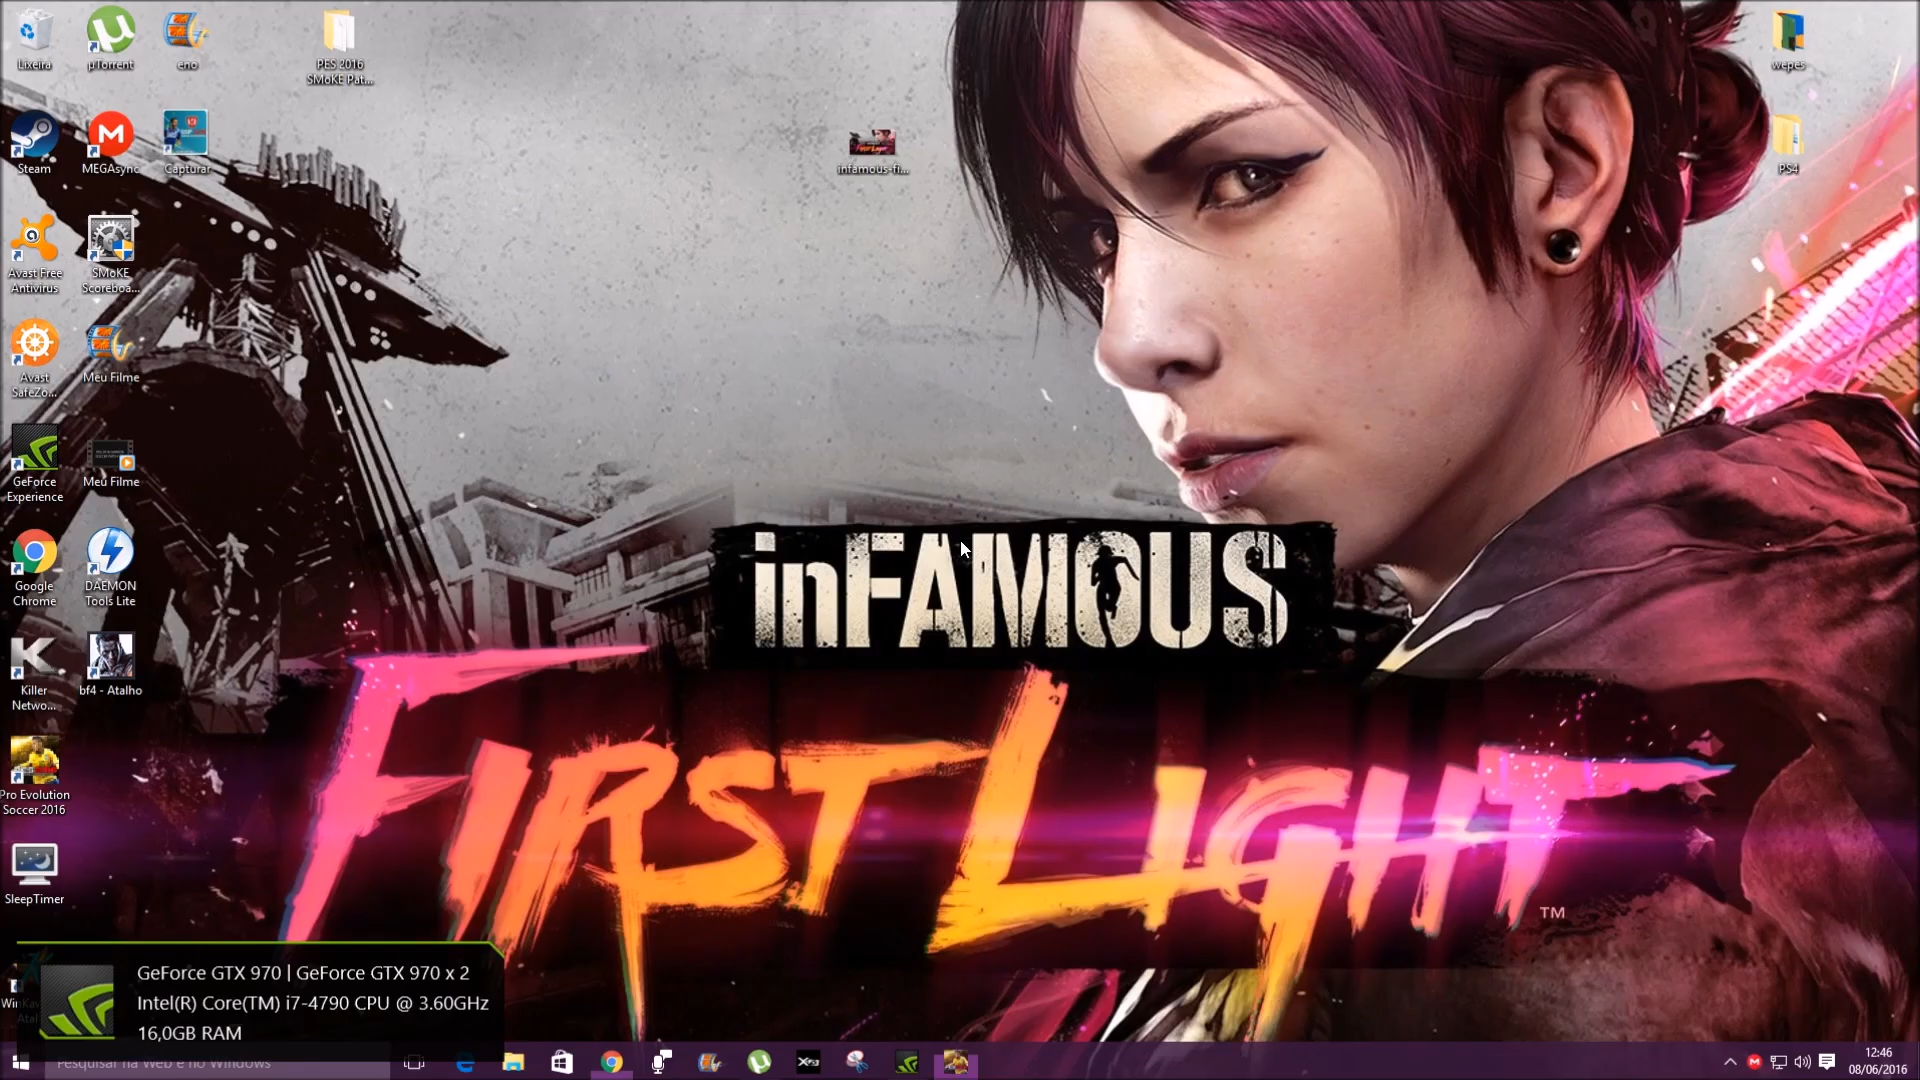 Lixeira
µTorrent
eno
PES 2016
SMoKE Pat...
wepes
Steam
MEGAsync
Capturar
infamous-fi...
PS4
Avast Free
Antivirus
SMoKE
Scoreboa...
Avast
SafeZo...
Meu Filme
GeForce
Experience
Meu Filme
Google
Chrome
DAEMON
Tools Lite
Killer
Netwo...
bf4 - Atalho
Pro Evolution
Soccer 2016
SleepTimer
inFAMOUS
FIRST LIGHT
TM
GeForce GTX 970 | GeForce GTX 970 x 2
Intel(R) Core(TM) i7-4790 CPU @ 3.60GHz
16,0GB RAM
Pesquisar na Web e no Windows
12:46
08/06/2016